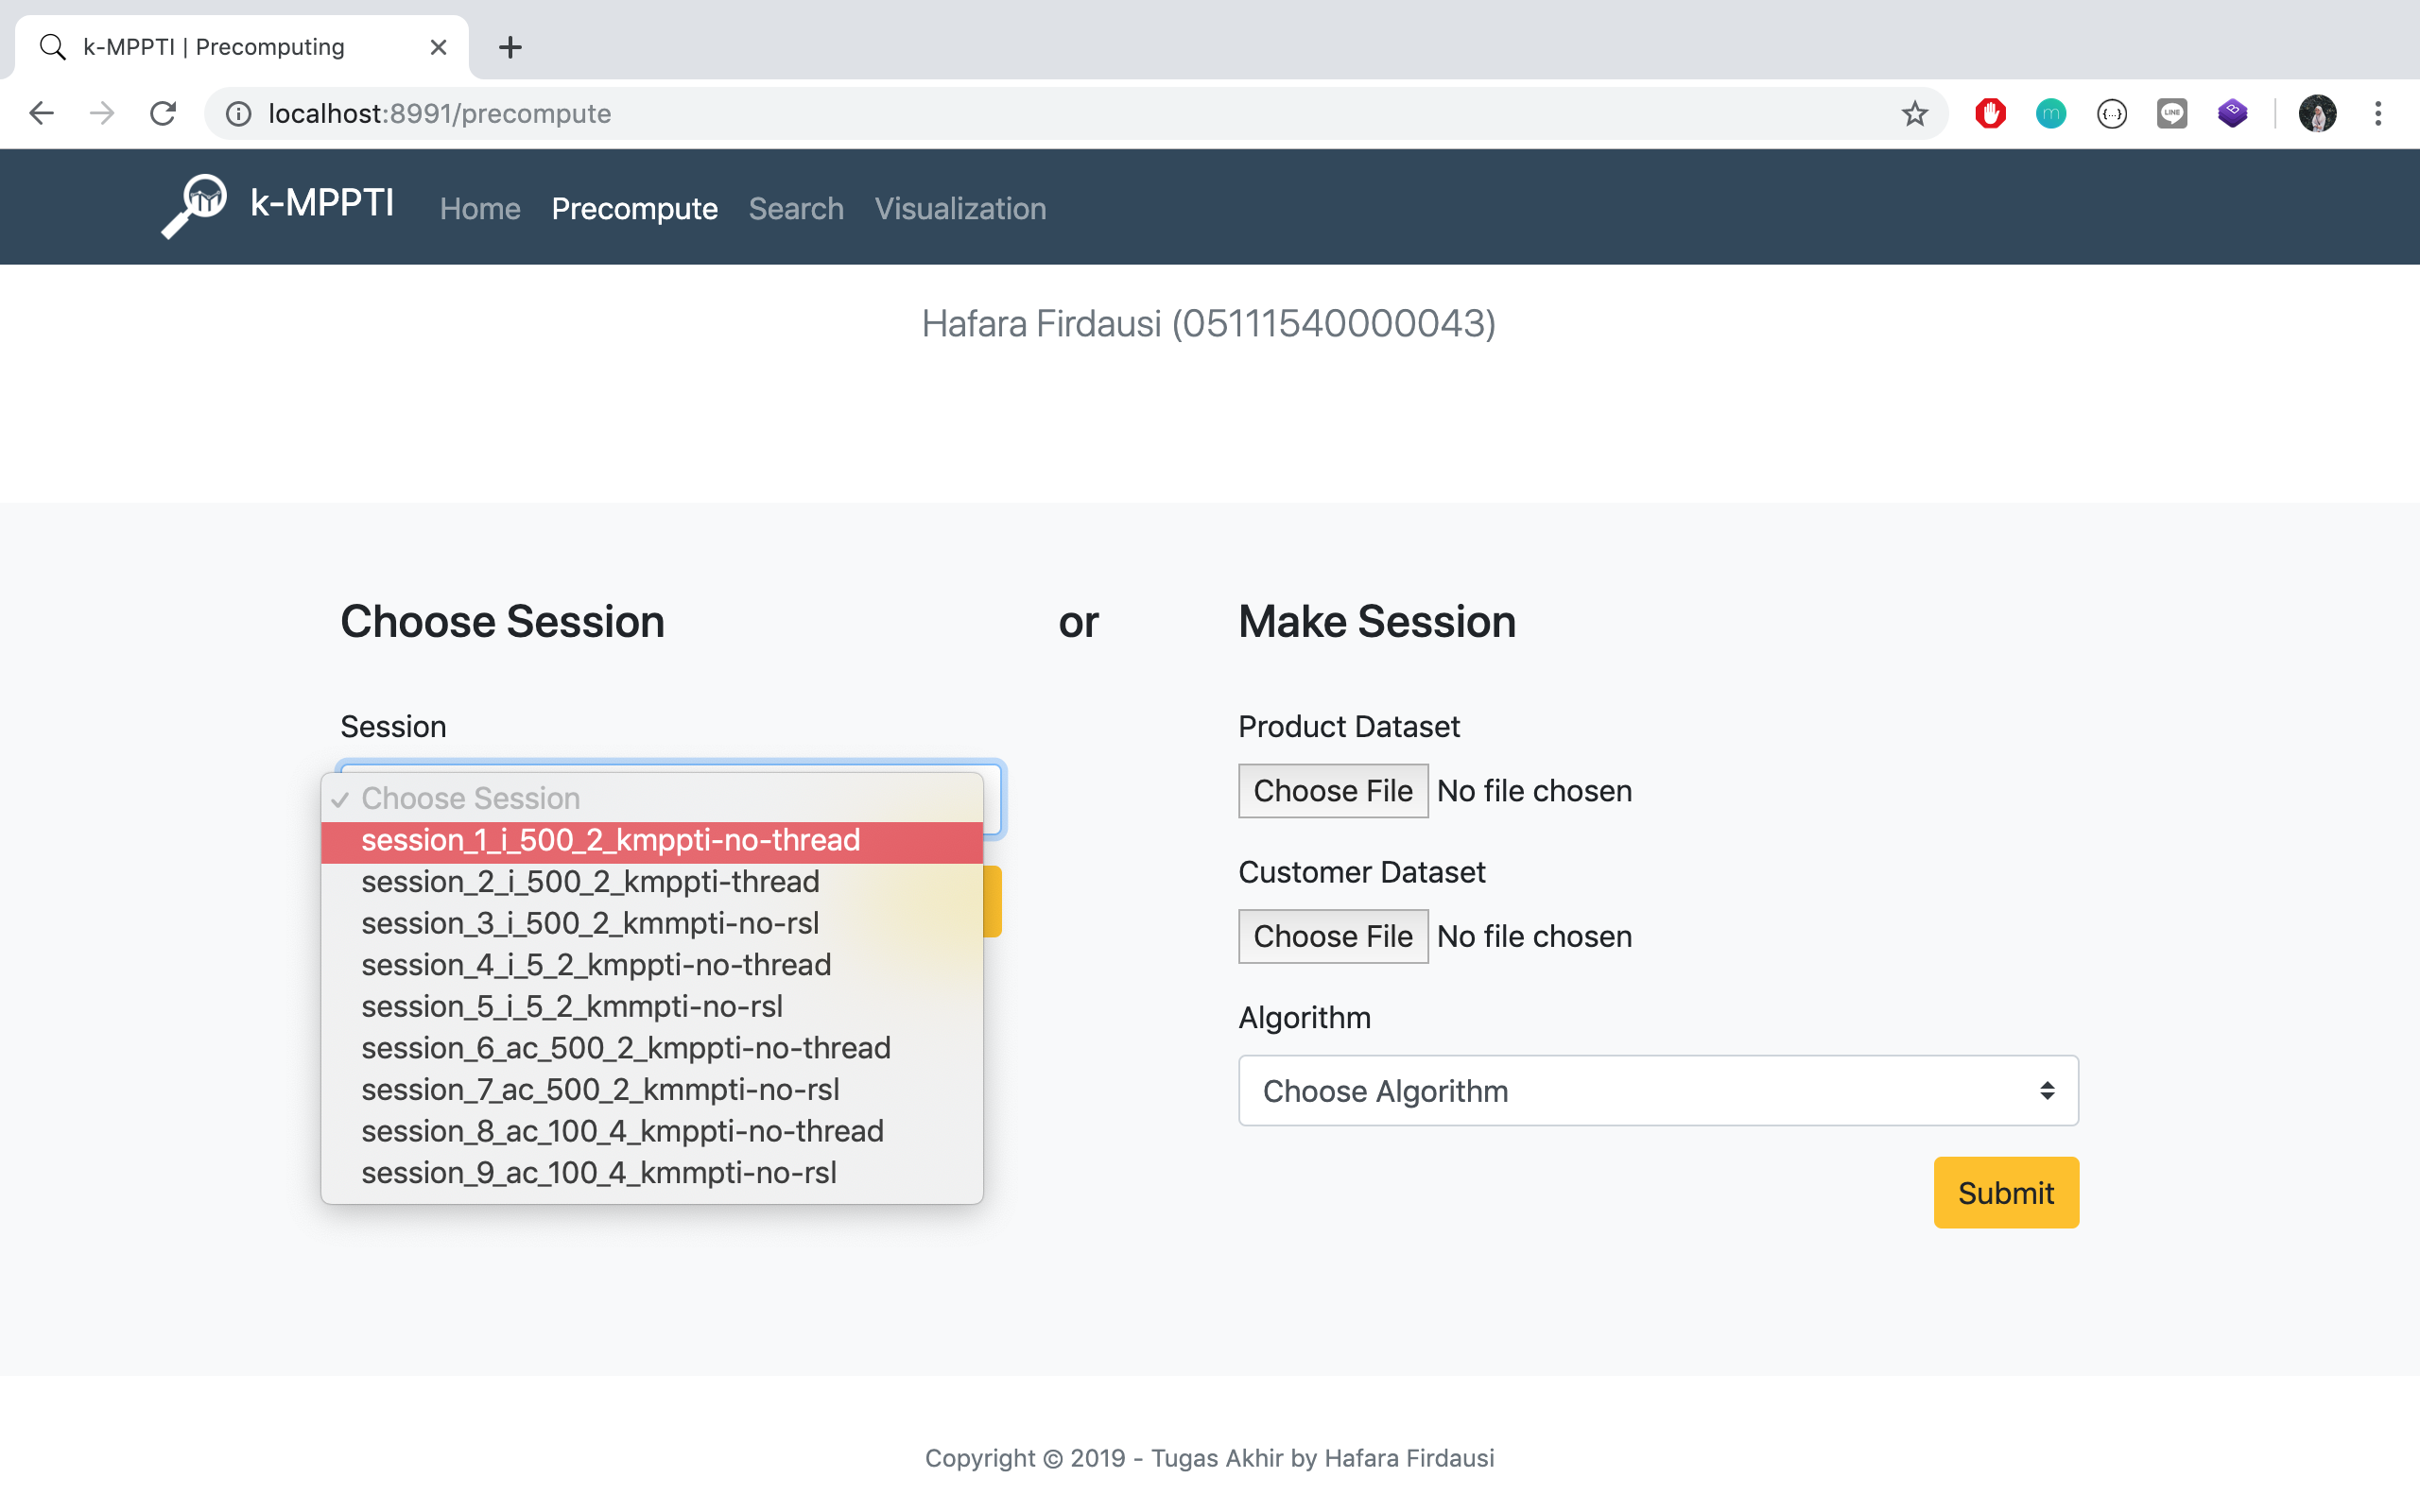 k-MPPTI | Precomputing
localhost:8991/precompute
k-MPPTI Home Precompute Search Visualization
Hafara Firdausi (05111540000043)
Choose Session or Make Session
Session
Choose Session
session_1_i_500_2_kmppti-no-thread
session_2_i_500_2_kmppti-thread
session_3_i_500_2_kmmpti-no-rsl
session_4_i_5_2_kmppti-no-thread
session_5_i_5_2_kmmpti-no-rsl
session_6_ac_500_2_kmppti-no-thread
session_7_ac_500_2_kmmpti-no-rsl
session_8_ac_100_4_kmppti-no-thread
session_9_ac_100_4_kmmpti-no-rsl
Product Dataset
Choose File No file chosen
Customer Dataset
Choose File No file chosen
Algorithm
Choose Algorithm
Submit
Copyright © 2019 - Tugas Akhir by Hafara Firdausi